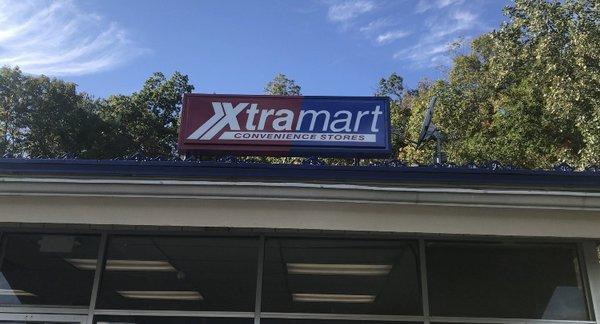 Xtramart
CONVENIENCE STORES